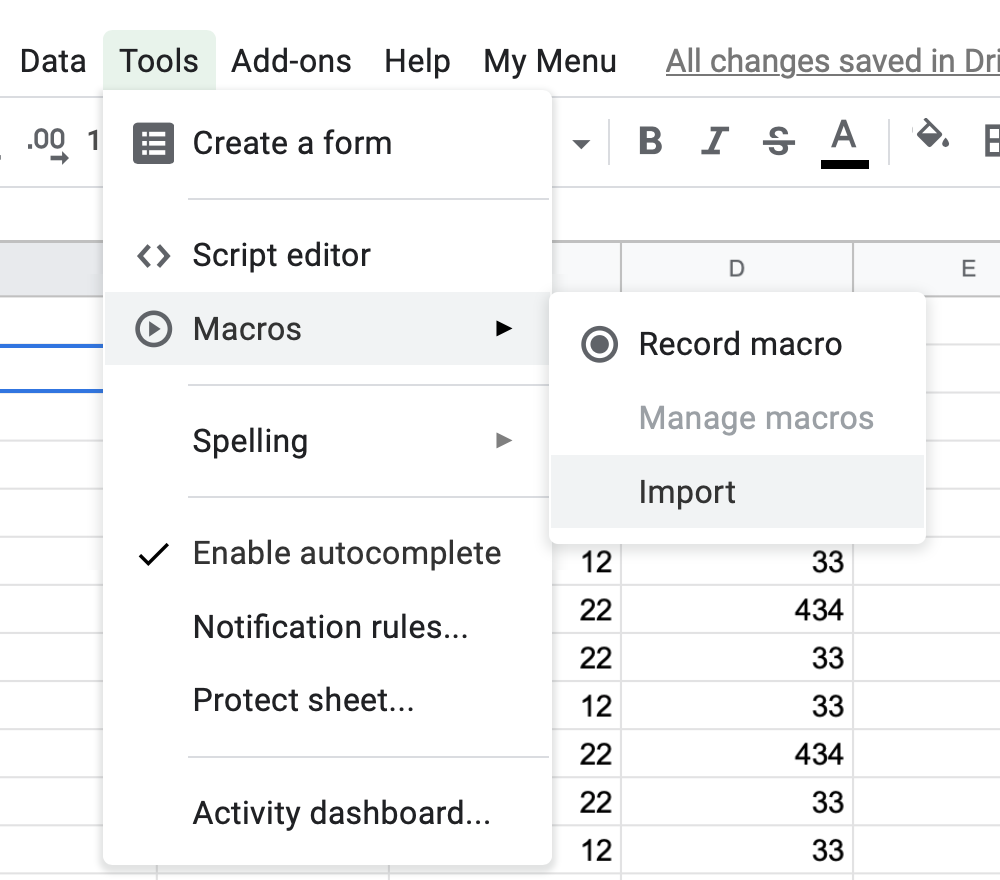 Data Tools Add-ons Help My Menu All changes saved in Dri
.00 1 B I S A
Create a form
Script editor
D E
Macros
Record macro
Manage macros
Spelling
Import
Enable autocomplete
12 33
22 434
Notification rules...
22 33
Protect sheet...
12 33
22 434
Activity dashboard...
22 33
12 33